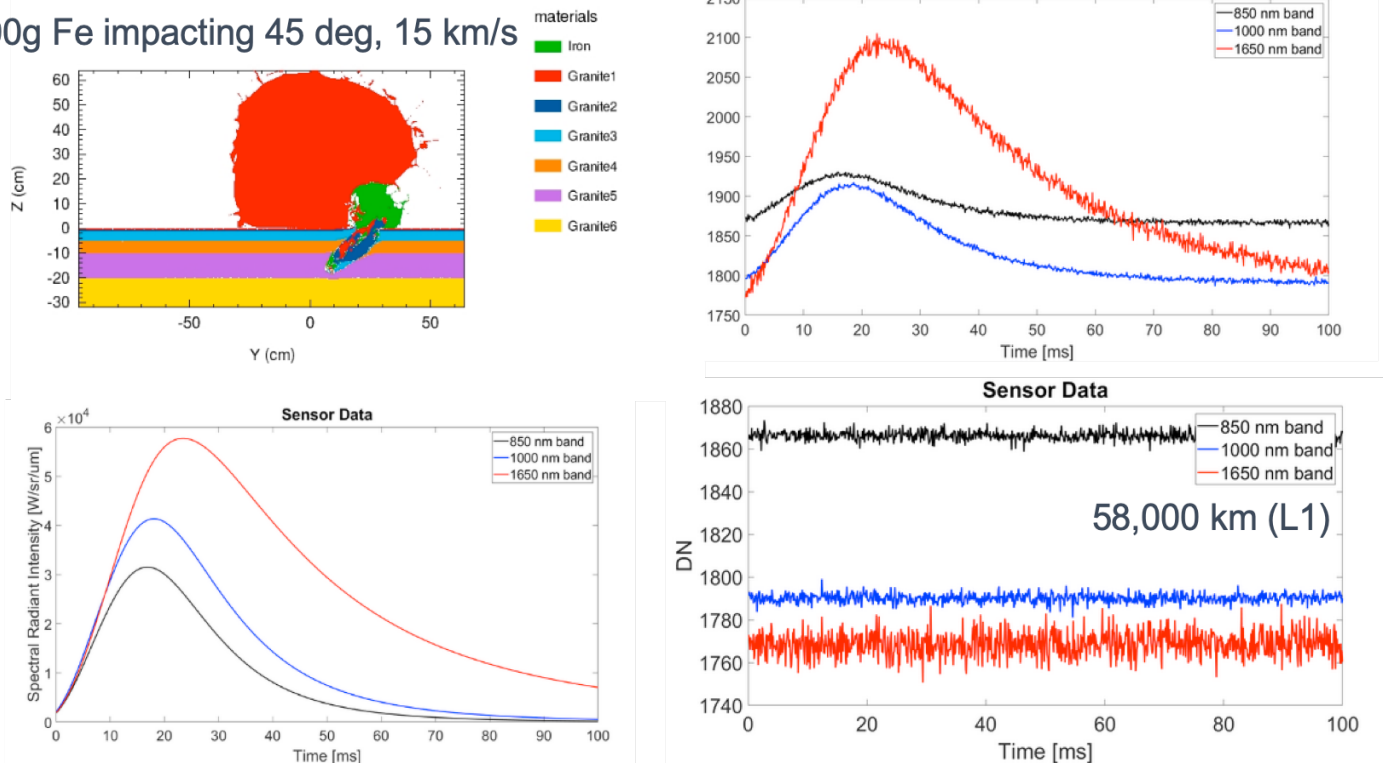 0g Fe impacting 45 deg, 15 km/s
materials
Iron
Granite1
Granite2
Granite3
Granite4
Granite5
Granite6
60
50
40
30
20
10
0
-10
-20
-30
Z (cm)
-50 0 50
Y (cm)
2150
2100
2050
2000
1950
1900
1850
1800
1750
850 nm band
1000 nm band
1650 nm band
0 10 20 30 40 50 60 70 80 90 100
Time [ms]
Sensor Data
×10⁴
6
5
4
3
2
1
0
Spectral Radiant Intensity [W/sr/um]
850 nm band
1000 nm band
1650 nm band
0 10 20 30 40 50 60 70 80 90 100
Time [ms]
Sensor Data
1880
1860
1840
1820
1800
1780
1760
1740
DN
850 nm band
1000 nm band
1650 nm band
58,000 km (L1)
0 20 40 60 80 100
Time [ms]